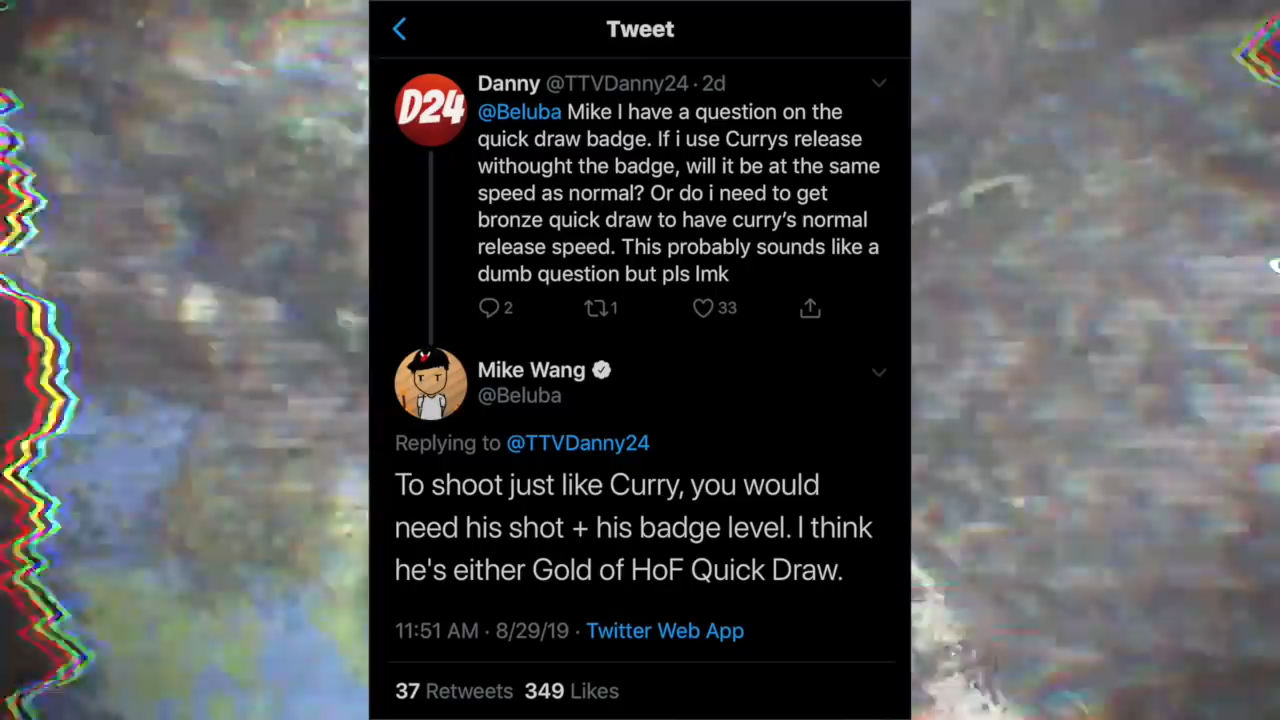 Tweet
D24
Danny @TTVDanny24 · 2d
@Beluba Mike I have a question on the
quick draw badge. If i use Currys release
withought the badge, will it be at the same
speed as normal? Or do i need to get
bronze quick draw to have curry’s normal
release speed. This probably sounds like a
dumb question but pls lmk
2 1 33
Mike Wang
@Beluba
Replying to @TTVDanny24
To shoot just like Curry, you would
need his shot + his badge level. I think
he's either Gold of HoF Quick Draw.
11:51 AM · 8/29/19 · Twitter Web App
37 Retweets 349 Likes